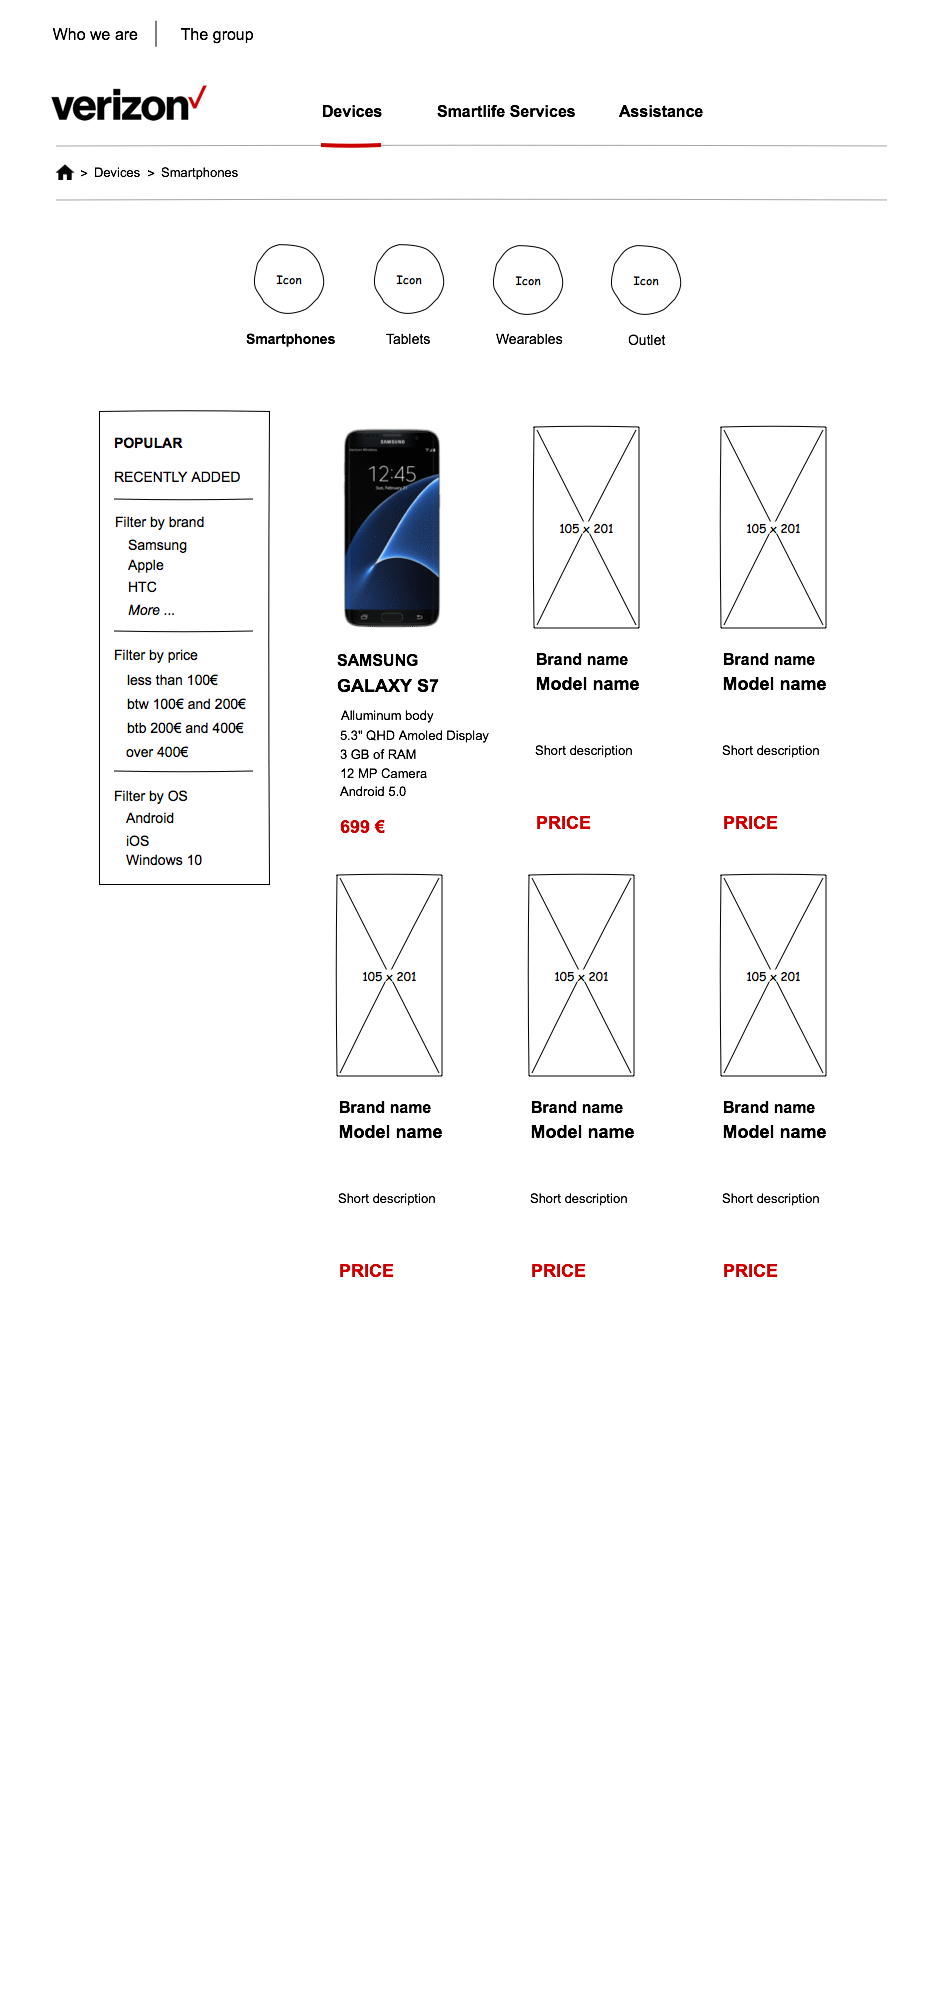 Who we are The group
verizon
Devices Smartlife Services Assistance
> Devices > Smartphones
Icon Icon Icon Icon
Smartphones Tablets Wearables Outlet
POPULAR
RECENTLY ADDED
Filter by brand
Samsung
Apple
HTC
More ...
Filter by price
less than 100€
btw 100€ and 200€
btb 200€ and 400€
over 400€
Filter by OS
Android
iOS
Windows 10
SAMSUNG
12:45
105 x 201
105 x 201
SAMSUNG
GALAXY S7
Alluminum body
5.3" QHD Amoled Display
3 GB of RAM
12 MP Camera
Android 5.0
699 €
Brand name
Model name
Short description
PRICE
Brand name
Model name
Short description
PRICE
105 x 201
Brand name
Model name
Short description
PRICE
105 x 201
Brand name
Model name
Short description
PRICE
105 x 201
Brand name
Model name
Short description
PRICE